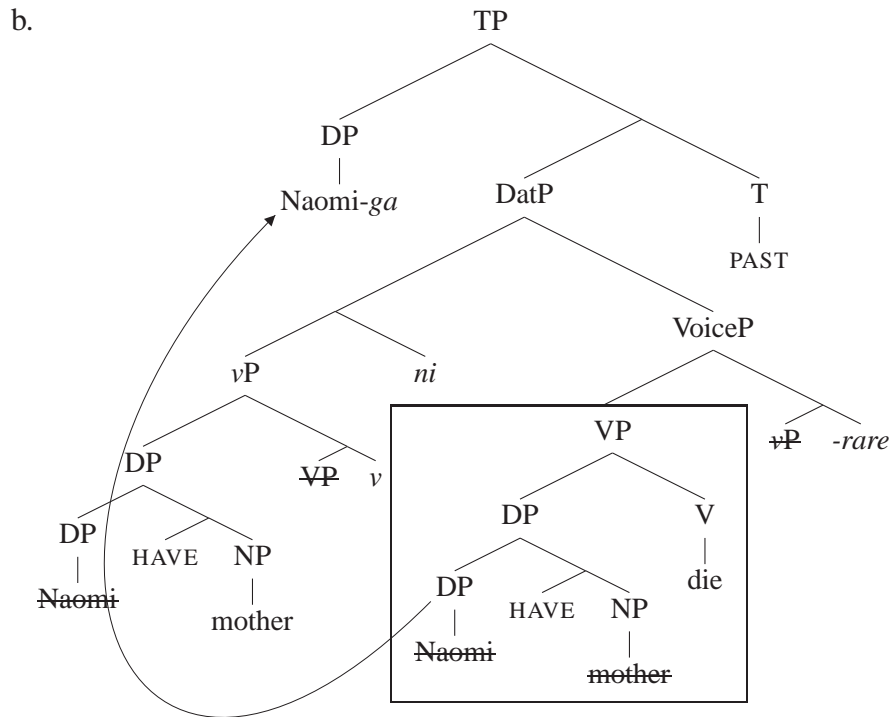 b.
TP
DP
Naomi-ga
DatP
T
PAST
VoiceP
vP
ni
VP
vP
-rare
DP
VP
v
DP
V
DP
HAVE
NP
die
Naomi
mother
DP
HAVE
NP
Naomi
mother